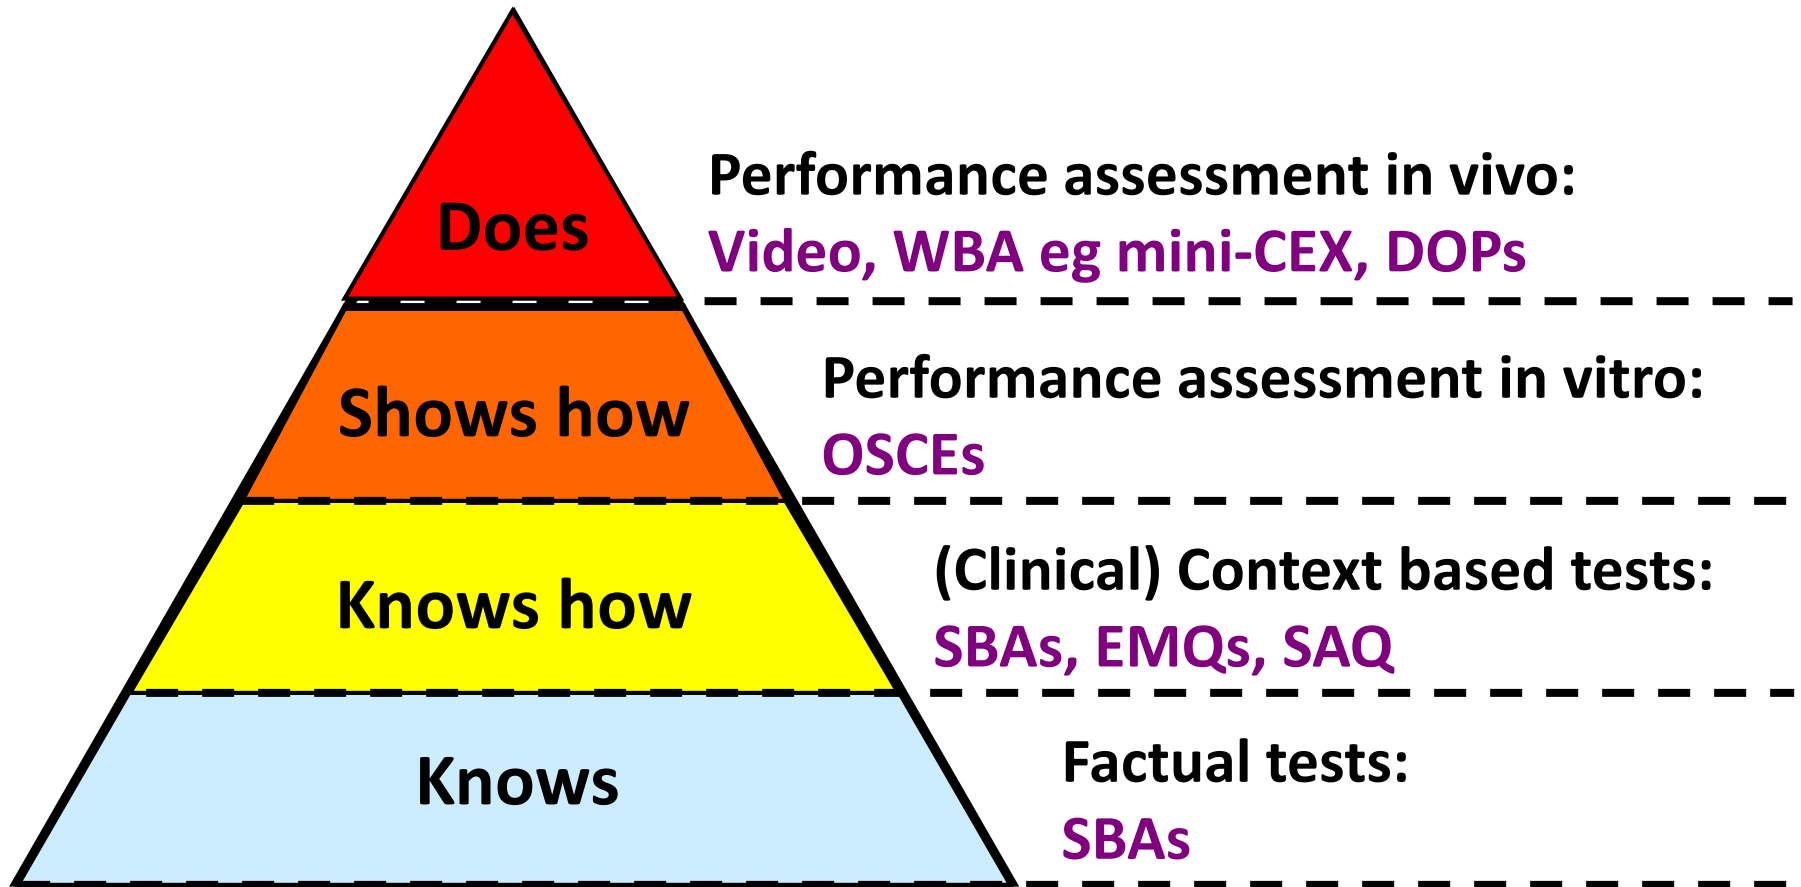 Does
Performance assessment in vivo:
Video, WBA eg mini-CEX, DOPs
Shows how
Performance assessment in vitro:
OSCEs
Knows how
(Clinical) Context based tests:
SBAs, EMQs, SAQ
Knows
Factual tests:
SBAs